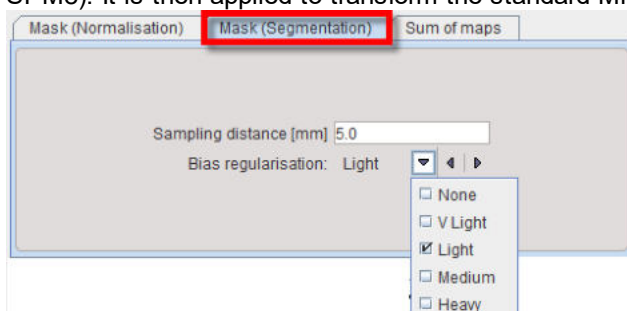 Mask (Normalisation) Mask (Segmentation) Sum of maps
Sampling distance [mm] 5.0
Bias regularisation: Light
None
V Light
Light
Medium
Heavy